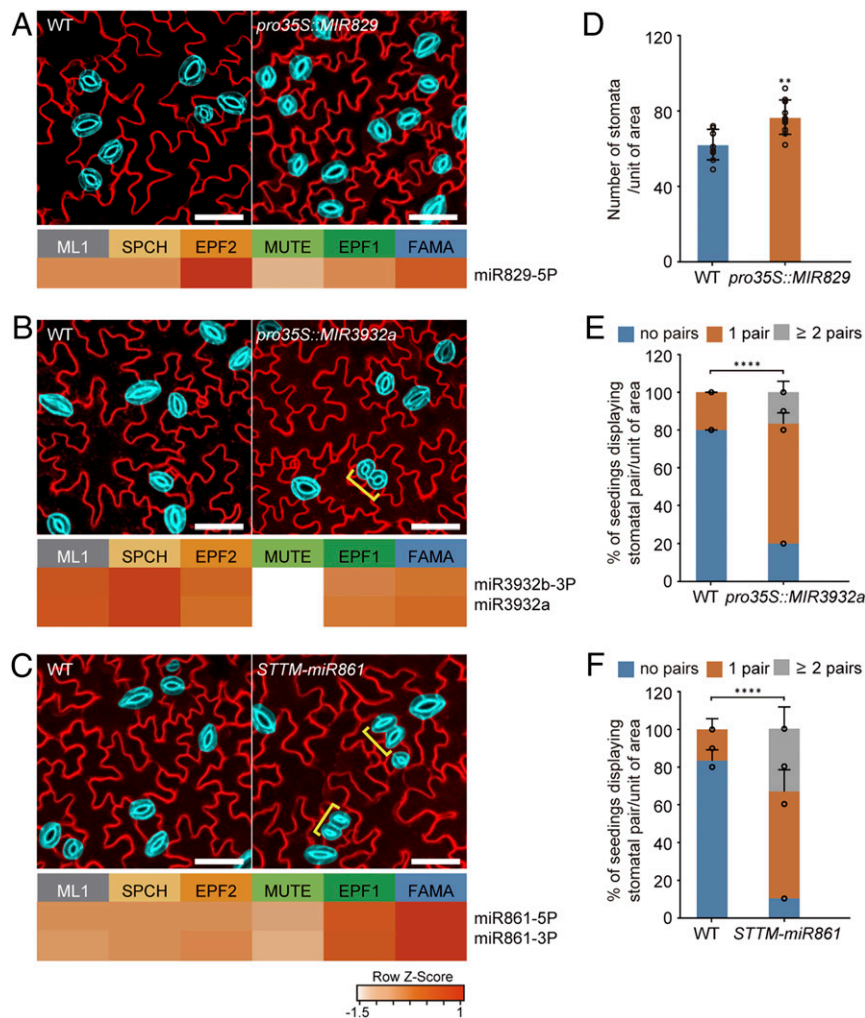 A
WT
pro35S::MIR829
ML1 SPCH EPF2 MUTE EPF1 FAMA
miR829-5P
B
WT
pro35S::MIR3932a
ML1 SPCH EPF2 MUTE EPF1 FAMA
miR3932b-3P
miR3932a
C
WT
STTM-miR861
ML1 SPCH EPF2 MUTE EPF1 FAMA
miR861-5P
miR861-3P
Row Z-Score
-1.5 1
D
Number of stomata
/unit of area
120
80
40
0
**
WT pro35S::MIR829
E
no pairs 1 pair ≥ 2 pairs
% of seedings displaying
stomatal pair/unit of area
120
100
80
60
40
20
0
****
WT pro35S::MIR3932a
F
no pairs 1 pair ≥ 2 pairs
% of seedings displaying
stomatal pair/unit of area
120
100
80
60
40
20
0
****
WT STTM-miR861